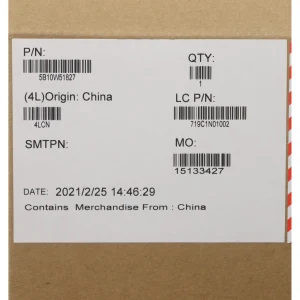 P/N:
5B10W51827
QTY:
1
(4L)Origin: China
4LCN
LC P/N:
719C1N01002
SMTPN:
MO:
15133427
DATE: 2021/2/25 14:46:29
Contains Merchandise From : China